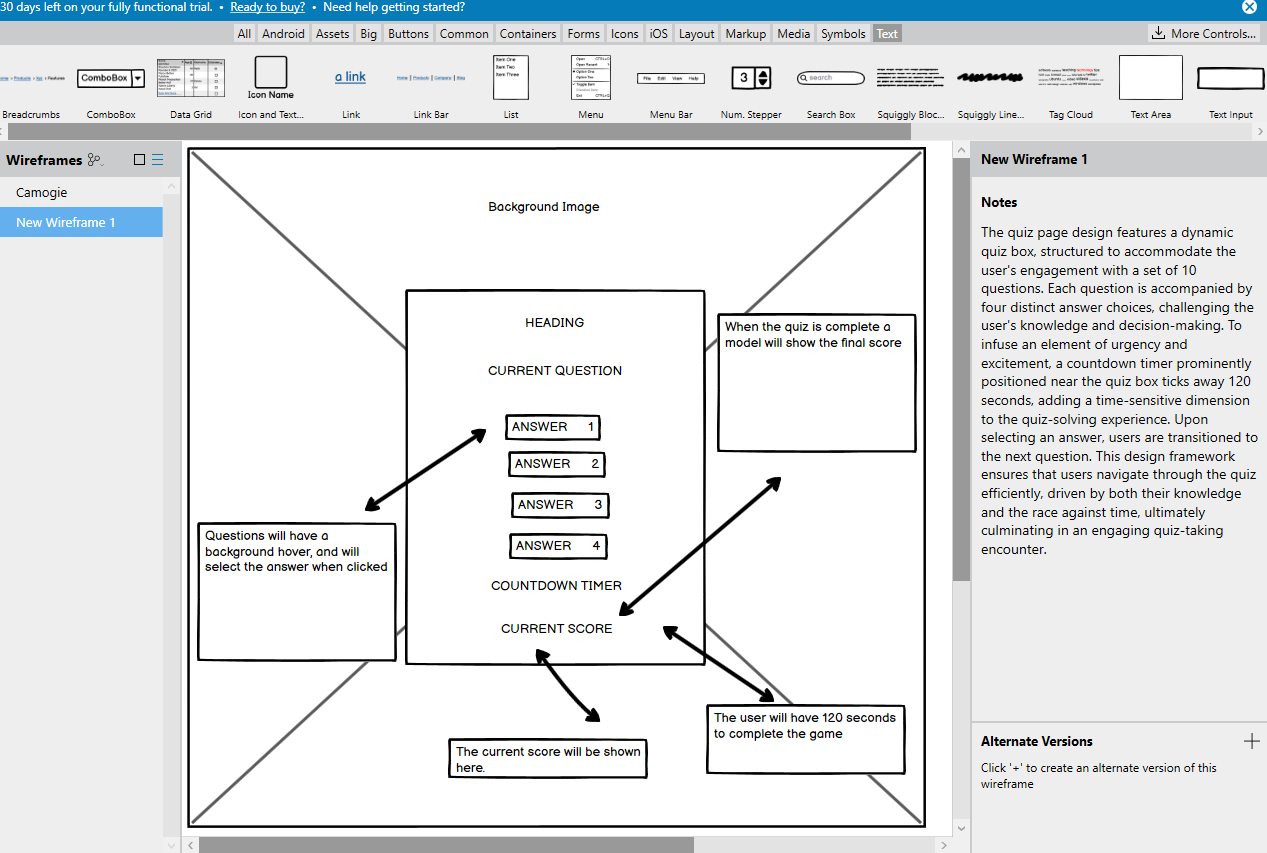 30 days left on your fully functional trial. • Ready to buy? • Need help getting started?
All Android Assets Big Buttons Common Containers Forms Icons iOS Layout Markup Media Symbols Text More Controls...
ComboBox
Icon Name
a link
Item One
Item Two
Item Three
3
search
Breadcrumbs ComboBox Data Grid Icon and Text... Link Link Bar List Menu Menu Bar Num. Stepper Search Box Squiggly Bloc... Squiggly Line... Tag Cloud Text Area Text Input
Wireframes
Camogie
New Wireframe 1
Background Image
HEADING
CURRENT QUESTION
ANSWER 1
ANSWER 2
ANSWER 3
ANSWER 4
COUNTDOWN TIMER
CURRENT SCORE
When the quiz is complete a
model will show the final score
Questions will have a
background hover, and will
select the answer when clicked
The current score will be shown
here.
The user will have 120 seconds
to complete the game
New Wireframe 1
Notes
The quiz page design features a dynamic
quiz box, structured to accommodate the
user's engagement with a set of 10
questions. Each question is accompanied by
four distinct answer choices, challenging the
user's knowledge and decision-making. To
infuse an element of urgency and
excitement, a countdown timer prominently
positioned near the quiz box ticks away 120
seconds, adding a time-sensitive dimension
to the quiz-solving experience. Upon
selecting an answer, users are transitioned to
the next question. This design framework
ensures that users navigate through the quiz
efficiently, driven by both their knowledge
and the race against time, ultimately
culminating in an engaging quiz-taking
encounter.
Alternate Versions
Click '+' to create an alternate version of this
wireframe